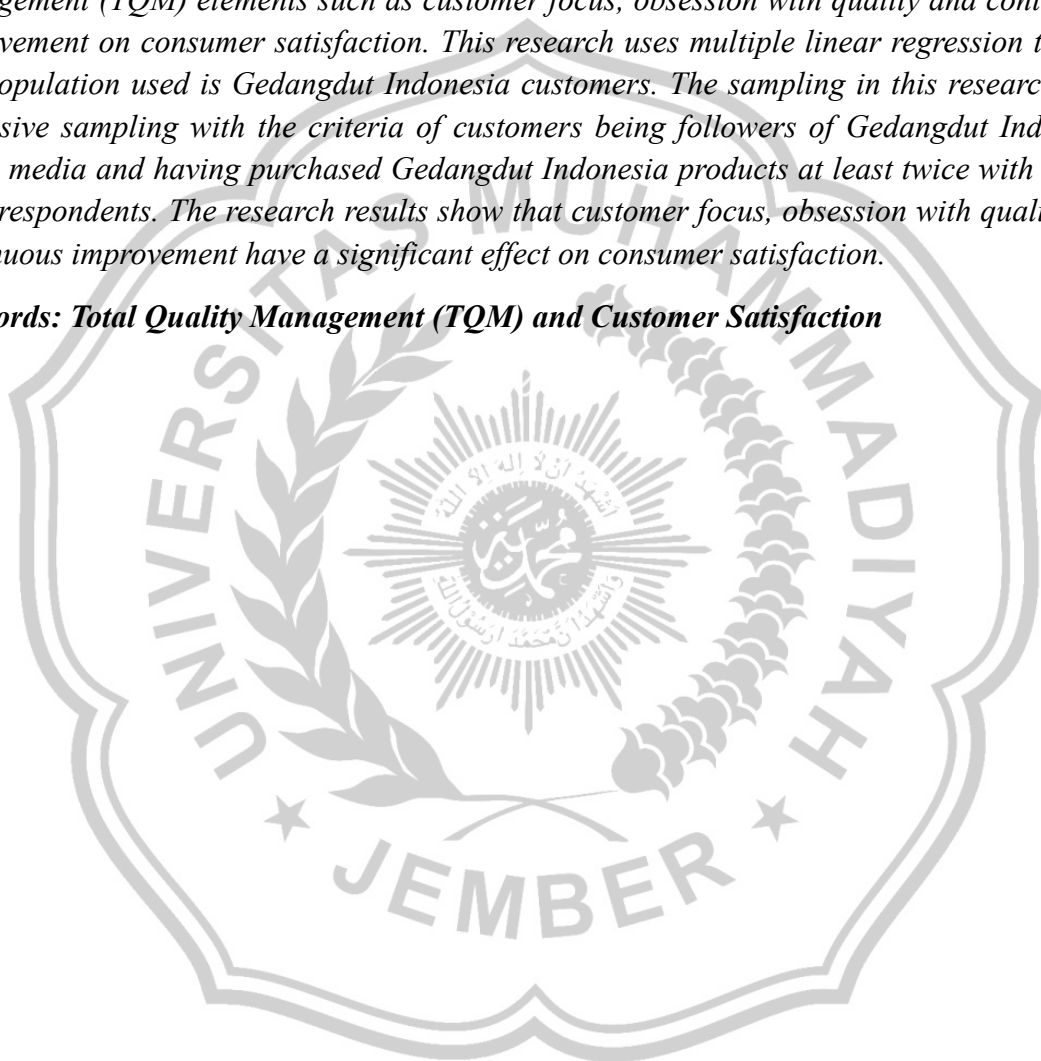 gement (TQM) elements such as customer focus, obsession with quality and cont
vement on consumer satisfaction. This research uses multiple linear regression t
opulation used is Gedangdut Indonesia customers. The sampling in this researc
sive sampling with the criteria of customers being followers of Gedangdut Ind
media and having purchased Gedangdut Indonesia products at least twice with
respondents. The research results show that customer focus, obsession with quali
nuous improvement have a significant effect on consumer satisfaction.
ords: Total Quality Management (TQM) and Customer Satisfaction
UNIVERSITAS MUHAMMADIYAH
JEMBER